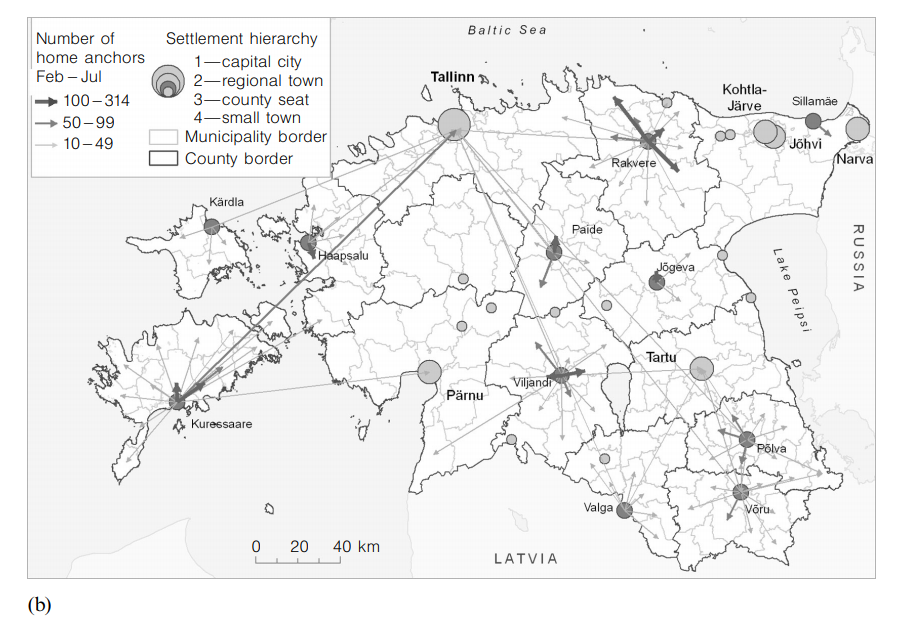 Baltic Sea
Number of
home anchors
Feb – Jul
100 – 314
50 – 99
10 – 49
Settlement hierarchy
1—capital city
2—regional town
3—county seat
4—small town
Municipality border
County border
Tallinn
Kohtla-
Järve
Sillamäe
Jõhvi
Narva
Rakvere
Kärdla
Haapsalu
Paide
Jõgeva
RUSSIA
Lake Peipsi
Tartu
Viljandi
Pärnu
Kuressaare
Põlva
Võru
Valga
0 20 40 km
LATVIA
(b)